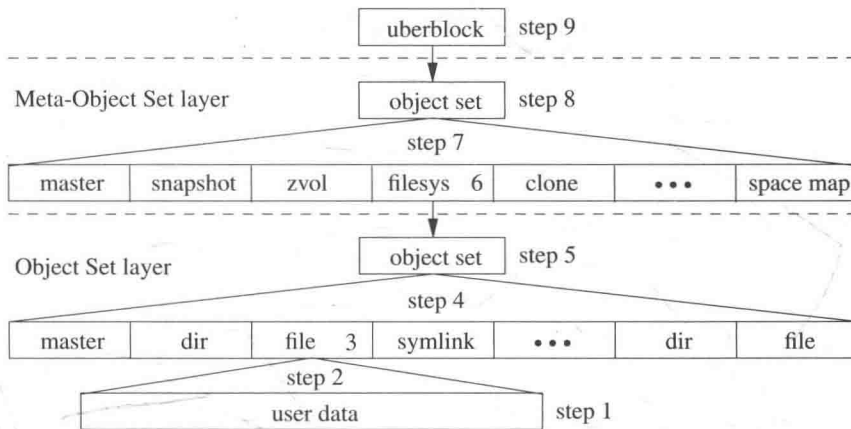 uberblock step 9
Meta-Object Set layer
object set step 8
step 7
master snapshot zvol filesys 6 clone ••• space map
object set step 5
Object Set layer
step 4
master dir file 3 symlink ••• dir file
step 2
user data step 1